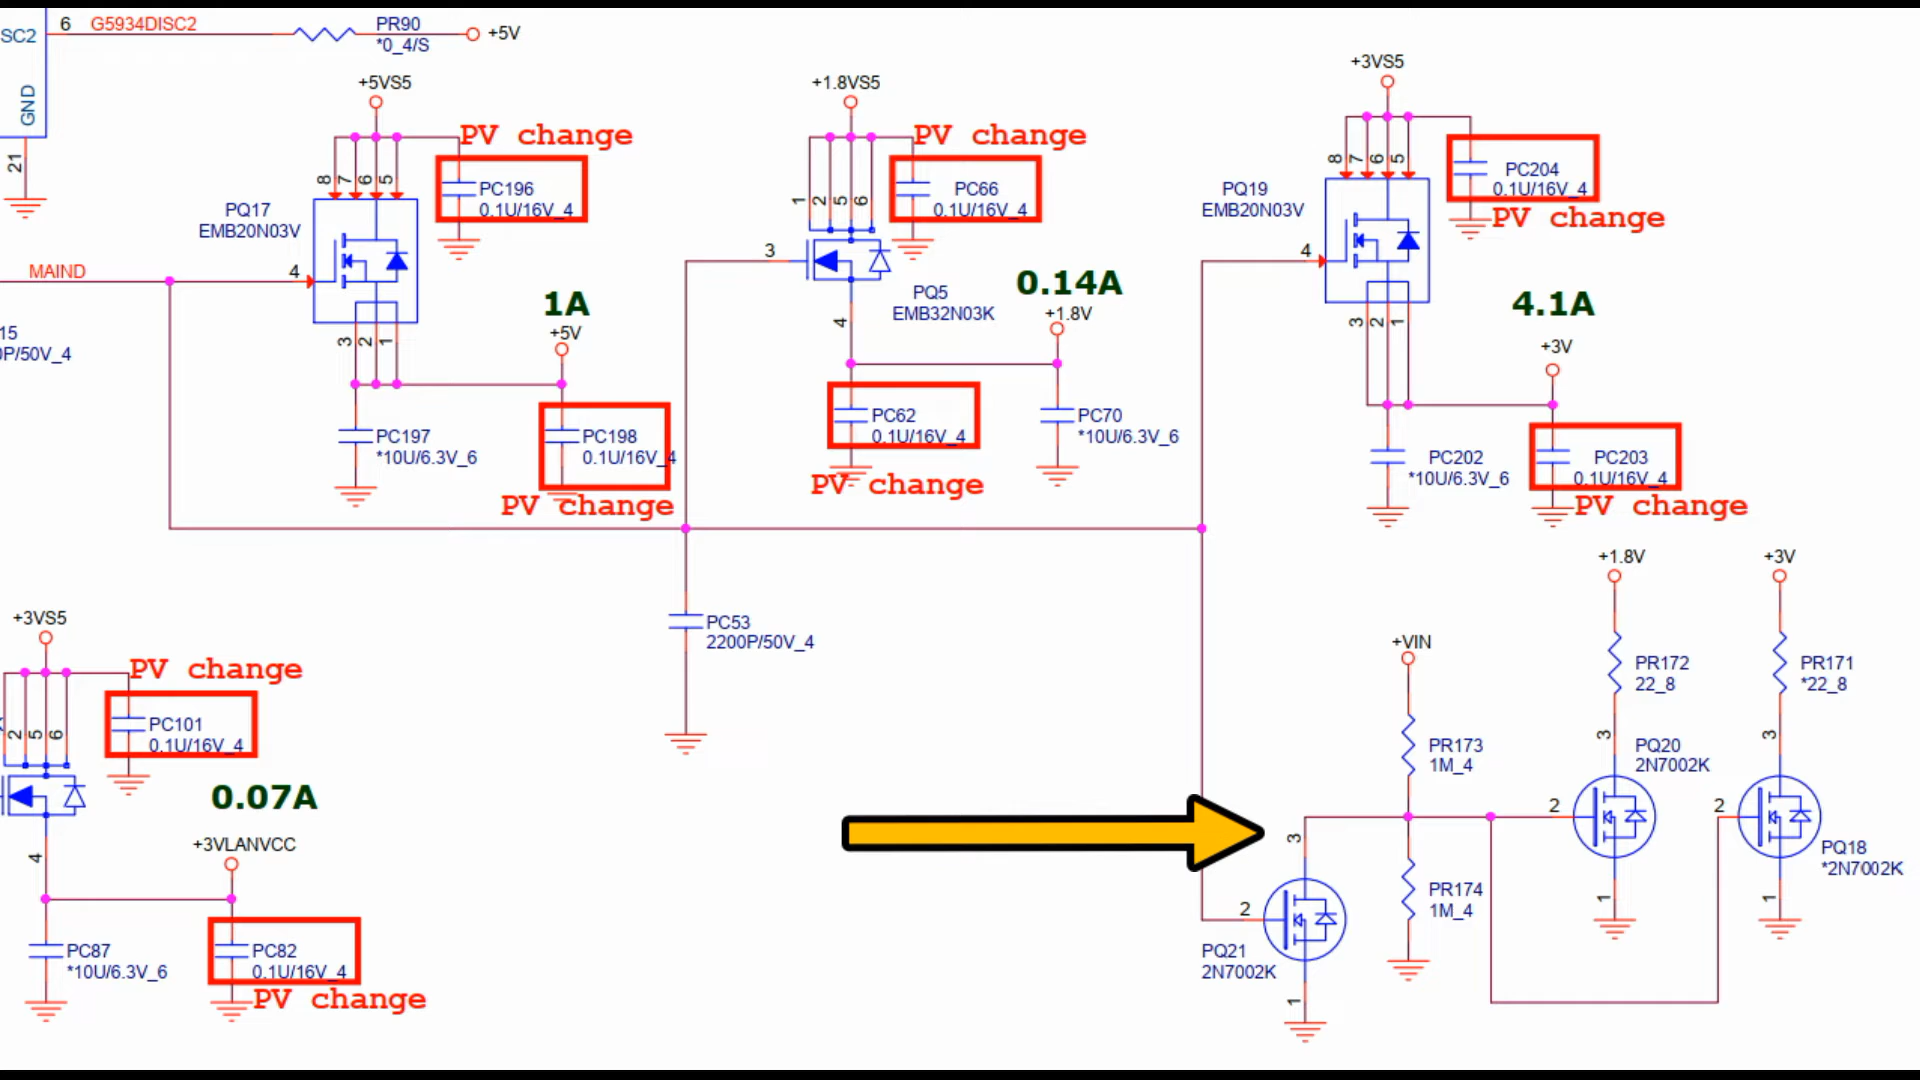 SC2
6
G5934DISC2
PR90
*0_4/S
+5V
GND
21
+5VS5
PV change
8
7
6
5
PC196
0.1U/16V_4
PQ17
EMB20N03V
MAIND
4
15
0P/50V_4
3
2
1
1A
+5V
PC197
*10U/6.3V_6
PC198
0.1U/16V_4
PV change
+1.8VS5
PV change
1
2
5
6
PC66
0.1U/16V_4
3
PQ5
EMB32N03K
4
0.14A
+1.8V
PC62
0.1U/16V_4
PV change
PC70
*10U/6.3V_6
+3VS5
8
7
6
5
PC204
0.1U/16V_4
PV change
PQ19
EMB20N03V
4
3
2
1
4.1A
+3V
PC202
*10U/6.3V_6
PC203
0.1U/16V_4
PV change
PC53
2200P/50V_4
+3VS5
PV change
2
5
6
PC101
0.1U/16V_4
4
0.07A
+3VLANVCC
PC87
*10U/6.3V_6
PC82
0.1U/16V_4
PV change
+VIN
PR173
1M_4
PR174
1M_4
3
2
PQ21
2N7002K
1
+1.8V
PR172
22_8
3
PQ20
2N7002K
2
1
+3V
PR171
*22_8
3
2
PQ18
*2N7002K
1